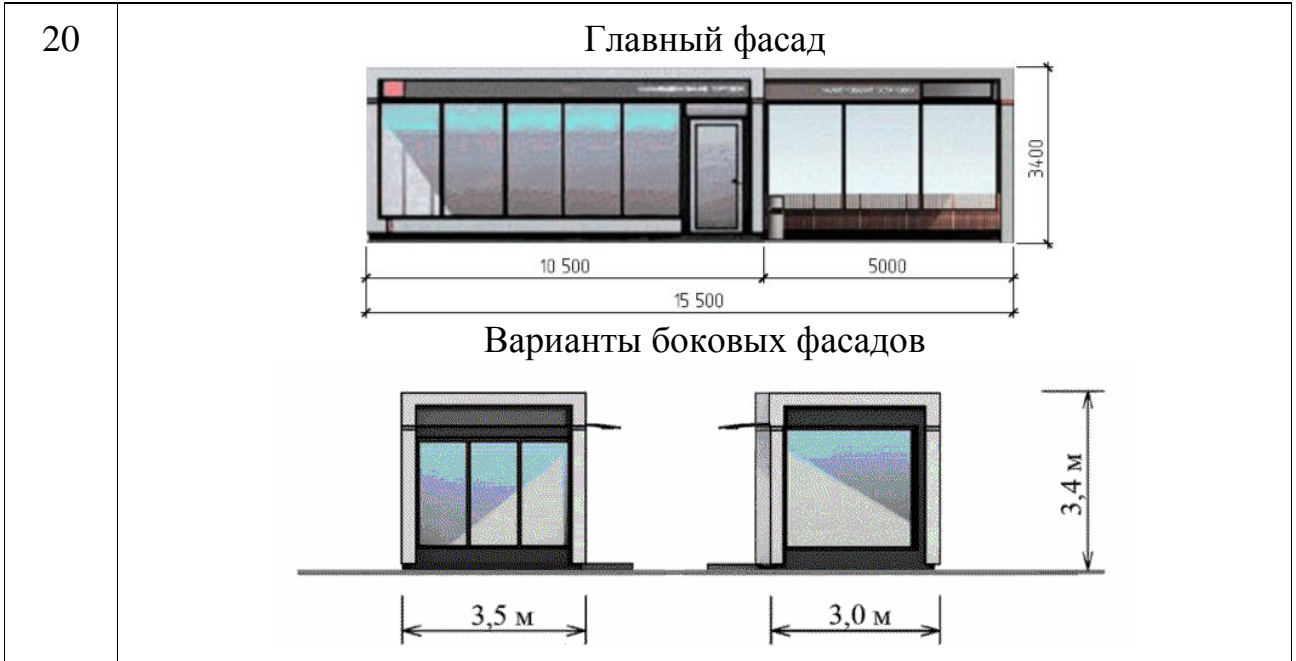 20
Главный фасад
3400
10 500
5000
15 500
Варианты боковых фасадов
3,4 м
3,5 м
3,0 м